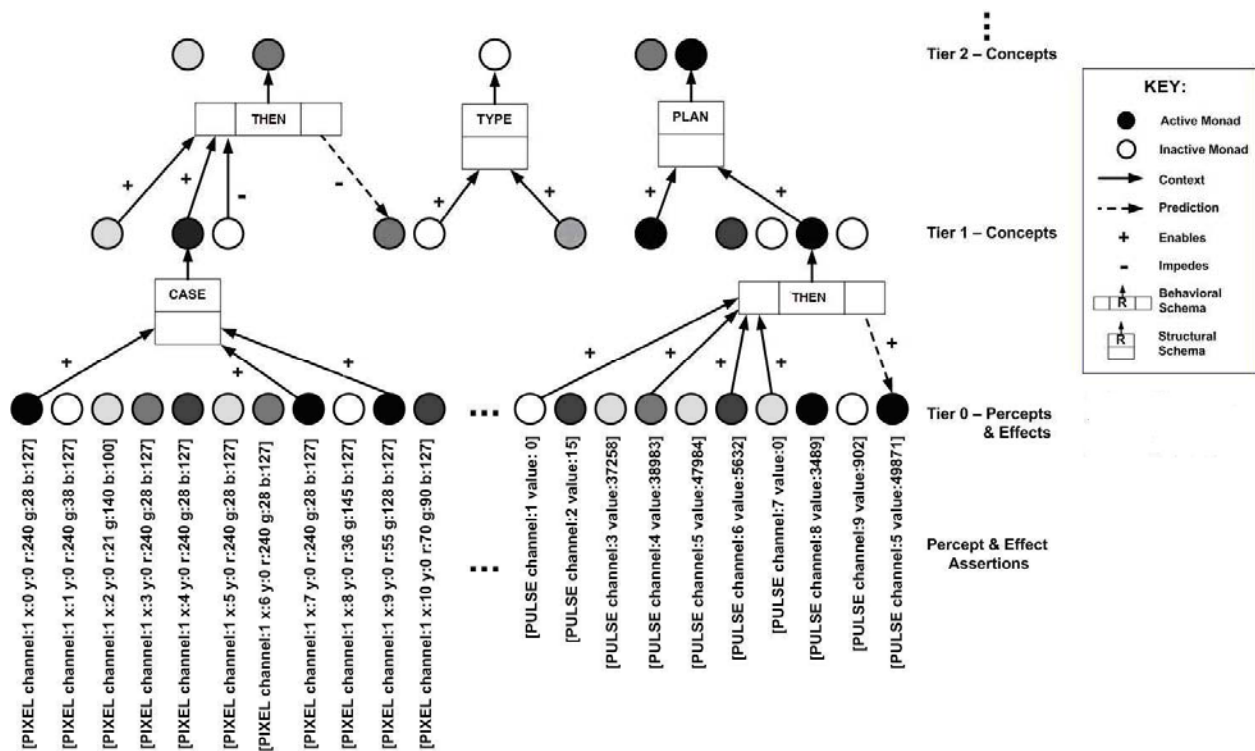 Tier 2 – Concepts
THEN
TYPE
PLAN
+
+
-
-
+
+
+
+
Tier 1 – Concepts
CASE
THEN
+
+
+
+
+
+
+
+
Tier 0 – Percepts
& Effects
[PIXEL channel:1 x:0 y:0 r:240 g:28 b:127]
[PIXEL channel:1 x:1 y:0 r:240 g:38 b:127]
[PIXEL channel:1 x:2 y:0 r:21 g:140 b:100]
[PIXEL channel:1 x:3 y:0 r:240 g:28 b:127]
[PIXEL channel:1 x:4 y:0 r:240 g:28 b:127]
[PIXEL channel:1 x:5 y:0 r:240 g:28 b:127]
[PIXEL channel:1 x:6 y:0 r:240 g:28 b:127]
[PIXEL channel:1 x:7 y:0 r:240 g:28 b:127]
[PIXEL channel:1 x:8 y:0 r:36 g:145 b:127]
[PIXEL channel:1 x:9 y:0 r:55 g:128 b:127]
[PIXEL channel:1 x:10 y:0 r:70 g:90 b:127]
[PULSE channel:1 value: 0]
[PULSE channel:2 value:15]
[PULSE channel:3 value:37258]
[PULSE channel:4 value:38983]
[PULSE channel:5 value:47984]
[PULSE channel:6 value:56322]
[PULSE channel:7 value:0]
[PULSE channel:8 value:3489]
[PULSE channel:9 value:902]
[PULSE channel:5 value:49871]
Percept & Effect
Assertions
KEY:
Active Monad
Inactive Monad
Context
Prediction
+ Enables
- Impedes
R Behavioral
Schema
R Structural
Schema